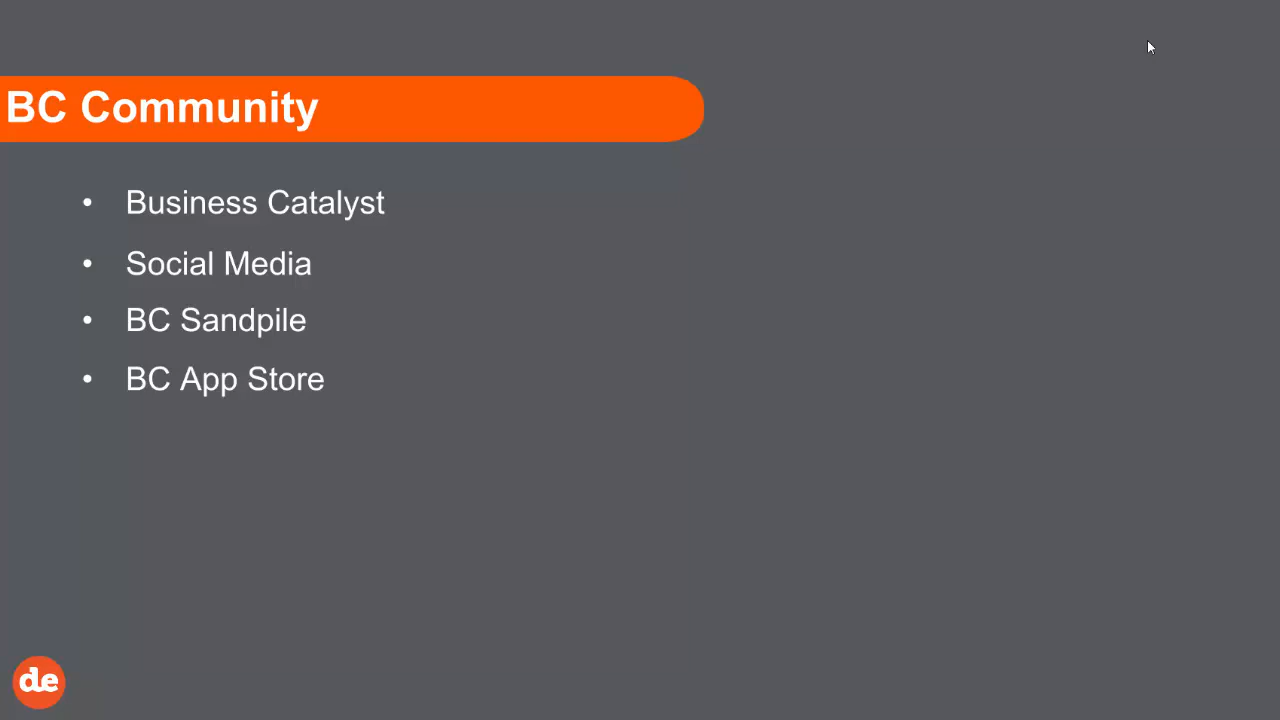 BC Community
• Business Catalyst
• Social Media
• BC Sandpile
• BC App Store
de